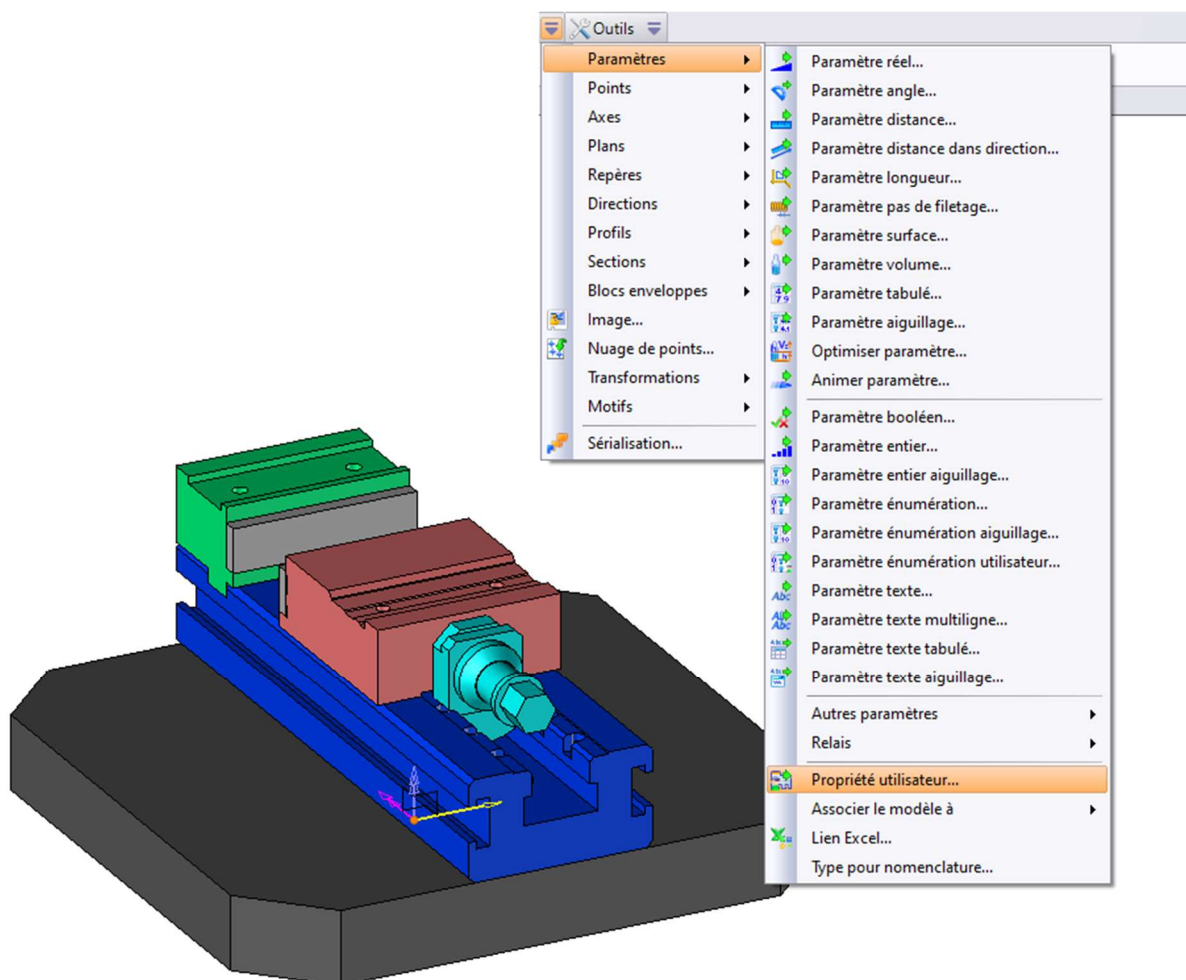 Outils
Paramètres
Points
Axes
Plans
Repères
Directions
Profils
Sections
Blocs enveloppes
Image...
Nuage de points...
Transformations
Motifs
Sérialisation...
Paramètre réel...
Paramètre angle...
Paramètre distance...
Paramètre distance dans direction...
Paramètre longueur...
Paramètre pas de filetage...
Paramètre surface...
Paramètre volume...
Paramètre tabulé...
Paramètre aiguillage...
Optimiser paramètre...
Animer paramètre...
Paramètre booléen...
Paramètre entier...
Paramètre entier aiguillage...
Paramètre énumération...
Paramètre énumération aiguillage...
Paramètre énumération utilisateur...
Paramètre texte...
Paramètre texte multiligne...
Paramètre texte tabulé...
Paramètre texte aiguillage...
Autres paramètres
Relais
Propriété utilisateur...
Associer le modèle à
Lien Excel...
Type pour nomenclature...